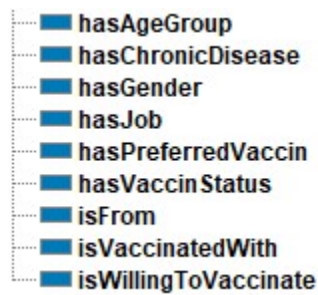 hasAgeGroup
hasChronicDisease
hasGender
hasJob
hasPreferredVaccin
hasVaccinStatus
isFrom
isVaccinatedWith
isWillingToVaccinate